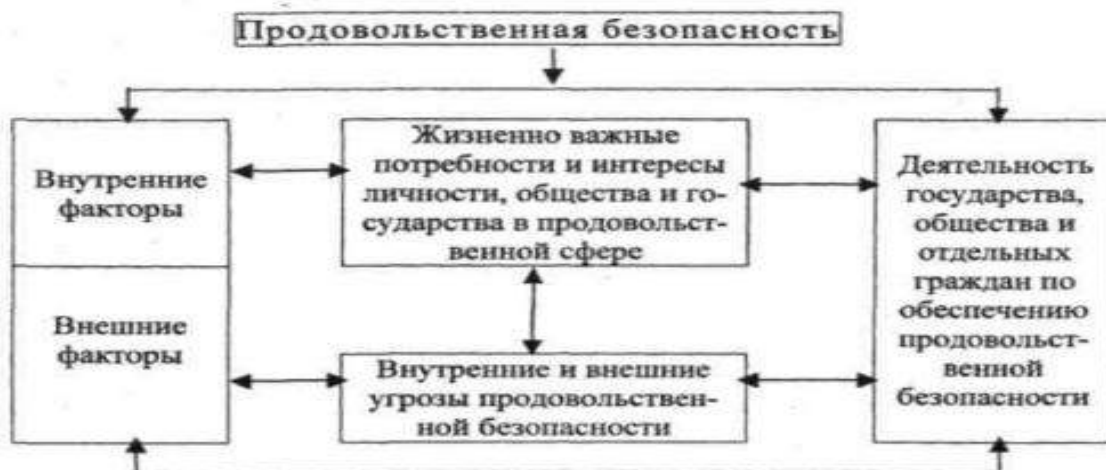 Продовольственная безопасность
Внутренние
факторы
Внешние
факторы
Жизненно важные
потребности и интересы
личности, общества и го-
сударства в продовольст-
венной сфере
Внутренние и внешние
угрозы продовольствен-
ной безопасности
Деятельность
государства,
общества и
отдельных
граждан по
обеспечению
продовольст-
венной
безопасности